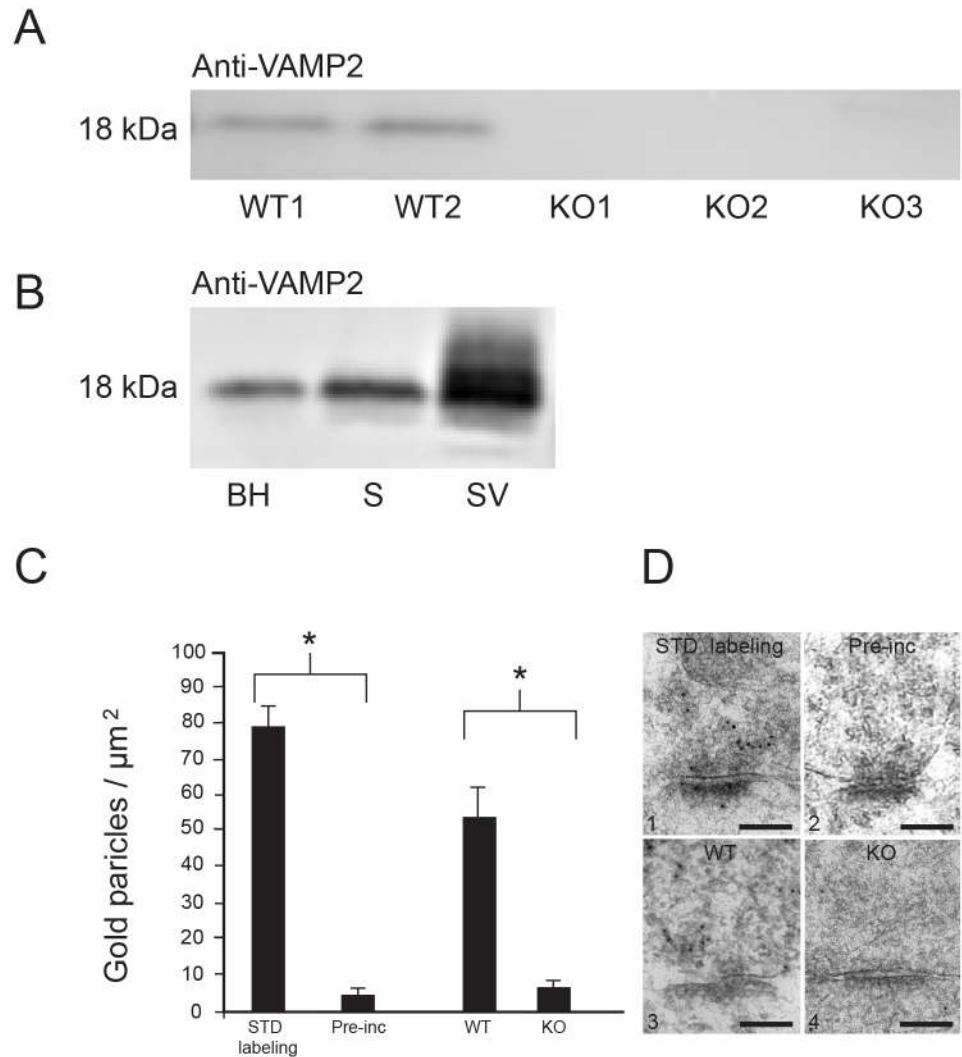 A
Anti-VAMP2
18 kDa
WT1 WT2 KO1 KO2 KO3
B
Anti-VAMP2
18 kDa
BH S SV
C
Gold paricles / µm²
100
90
80
70
60
50
40
30
20
10
0
*
*
STD labeling
Pre-inc
WT
KO
D
STD labeling
1
Pre-inc
2
WT
3
KO
4